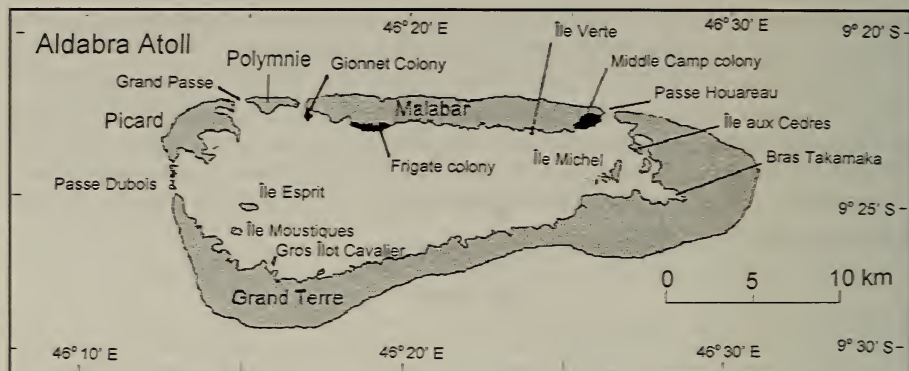 46° 20' E
46° 30' E
9° 20' S
Aldabra Atoll
Île Verte
Polymnie
Gionnet Colony
Middle Camp colony
Grand Passe
Passe Houareau
Malabar
Picard
Île aux Cedres
Frigate colony
Île Michel
Bras Takamaka
Passe Dubois
Île Esprit
9° 25' S
Île Moustiques
Gros Îlot Cavalier
0 5 10 km
Grand Terre
46° 10' E
46° 20' E
46° 30' E
9° 30' S